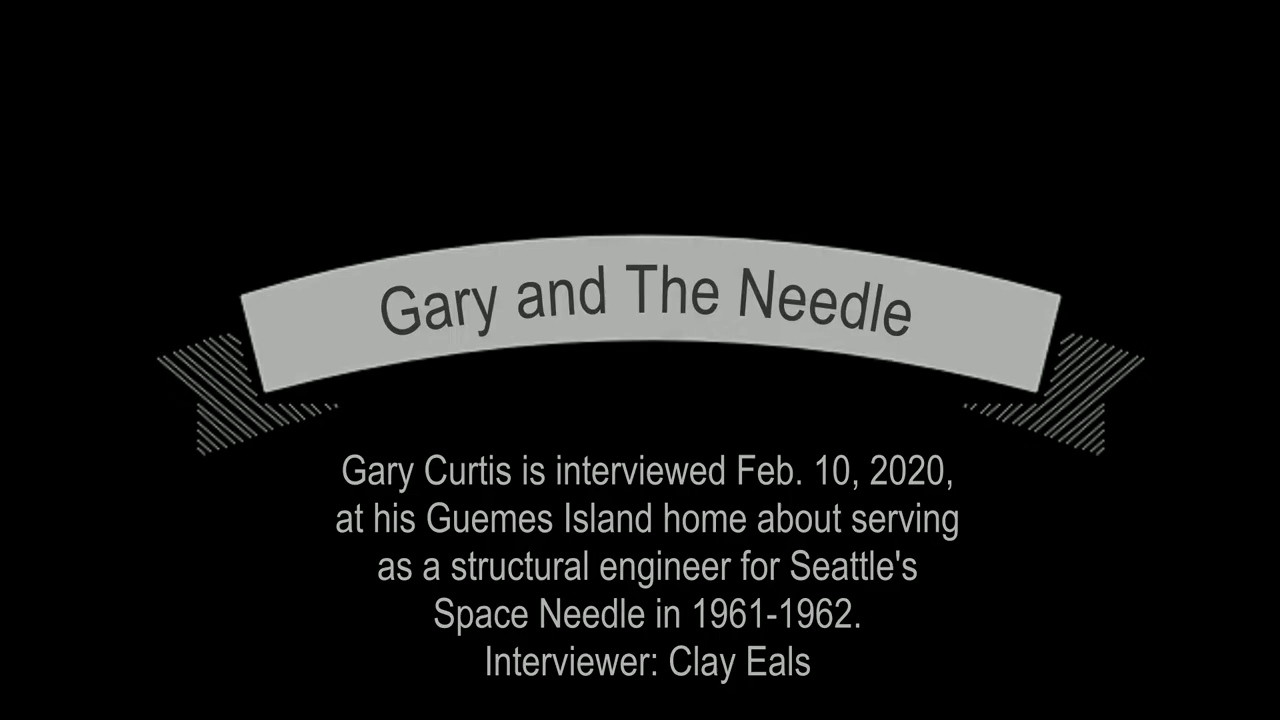 Gary and The Needle
Gary Curtis is interviewed Feb. 10, 2020,
at his Guemes Island home about serving
as a structural engineer for Seattle's
Space Needle in 1961-1962.
Interviewer: Clay Eals